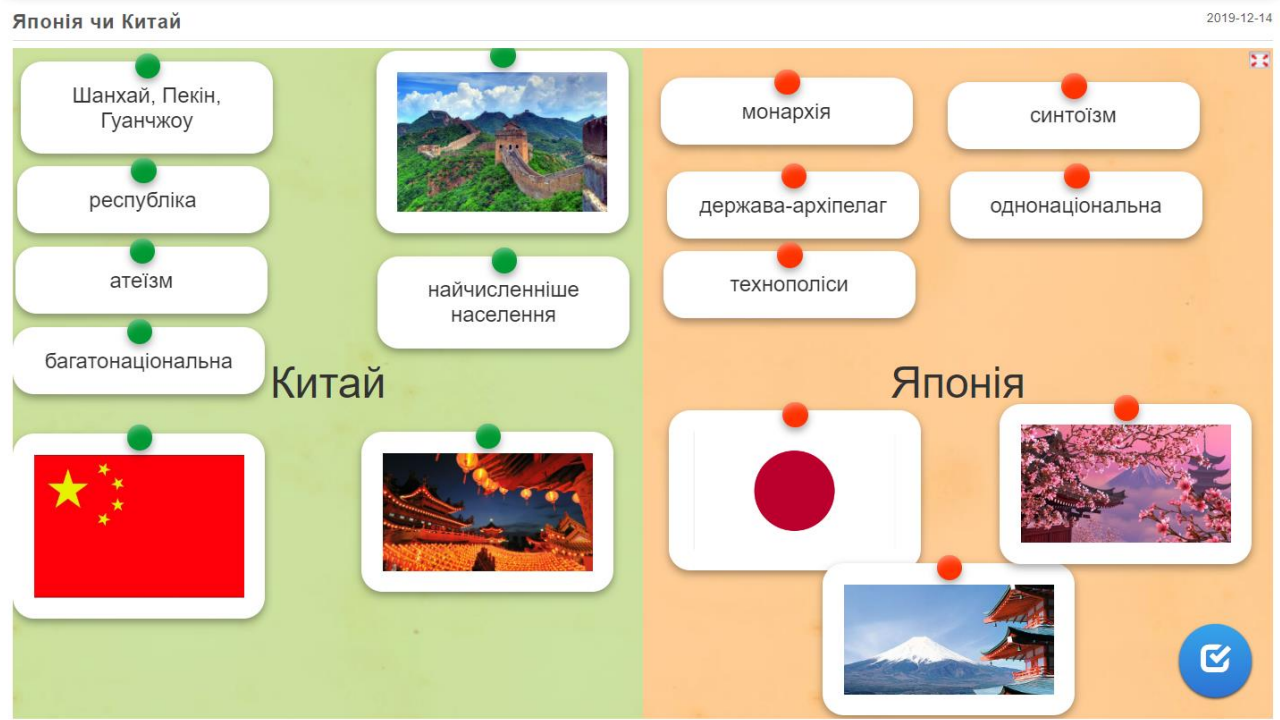 Японія чи Китай
2019-12-14
Шанхай, Пекін,
Гуанчжоу
республіка
атеїзм
багатонаціональна
найчисленніше
населення
Китай
монархія
синтоїзм
держава-архіпелаг
однонаціональна
технополіси
Японія